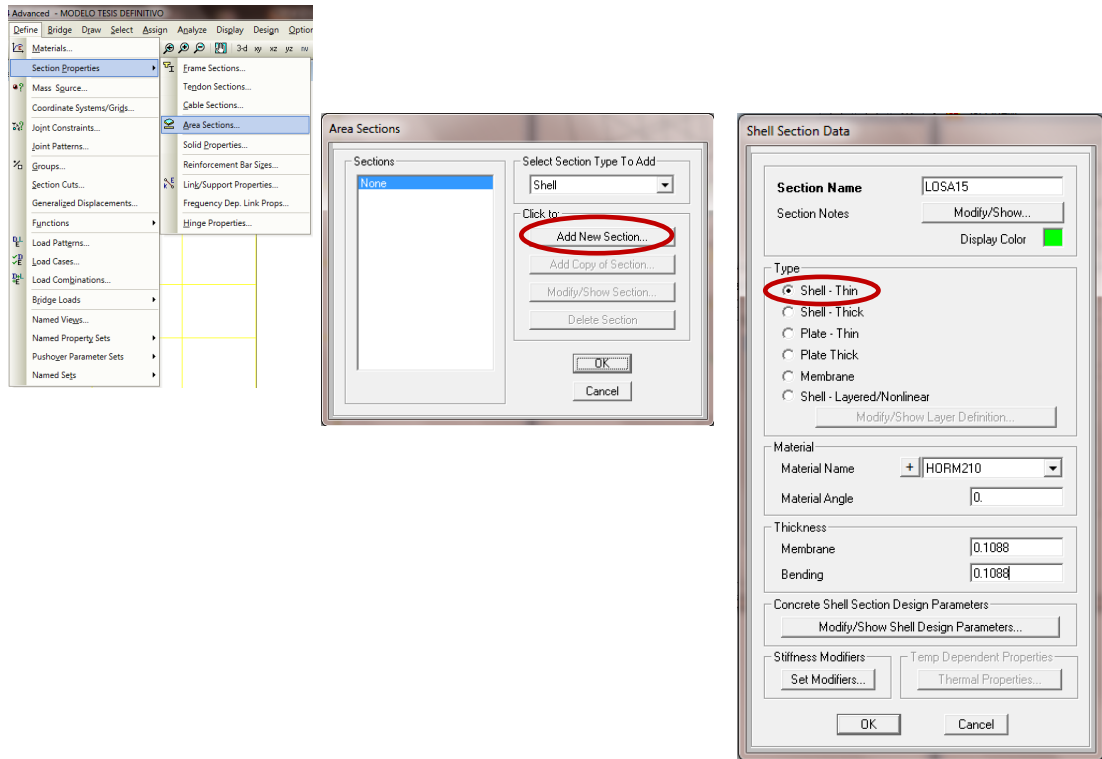 Advanced - MODELO TESIS DEFINITIVO
Define Bridge Draw Select Assign Analyze Display Design Option
Materials...
3-d xy xz yz nv
Section Properties
Frame Sections...
Mass Source...
Tendon Sections...
Coordinate Systems/Grids...
Cable Sections...
Joint Constraints...
Area Sections...
Joint Patterns...
Solid Properties...
Groups...
Reinforcement Bar Sizes...
Section Cuts...
Link/Support Properties...
Generalized Displacements...
Frequency Dep. Link Props...
Functions
Hinge Properties...
Load Patterns...
Load Cases...
Load Combinations...
Bridge Loads
Named Views...
Named Property Sets
Pushover Parameter Sets
Named Sets
Area Sections
Sections
None
Select Section Type To Add
Shell
Click to:
Add New Section...
Add Copy of Section...
Modify/Show Section...
Delete Section
OK
Cancel
Shell Section Data
Section Name LOSA15
Section Notes Modify/Show...
Display Color
Type
Shell - Thin
Shell - Thick
Plate - Thin
Plate Thick
Membrane
Shell - Layered/Nonlinear
Modify/Show Layer Definition...
Material
Material Name + HORM210
Material Angle 0.
Thickness
Membrane 0.1088
Bending 0.1088
Concrete Shell Section Design Parameters
Modify/Show Shell Design Parameters...
Stiffness Modifiers Temp Dependent Properties
Set Modifiers... Thermal Properties...
OK Cancel